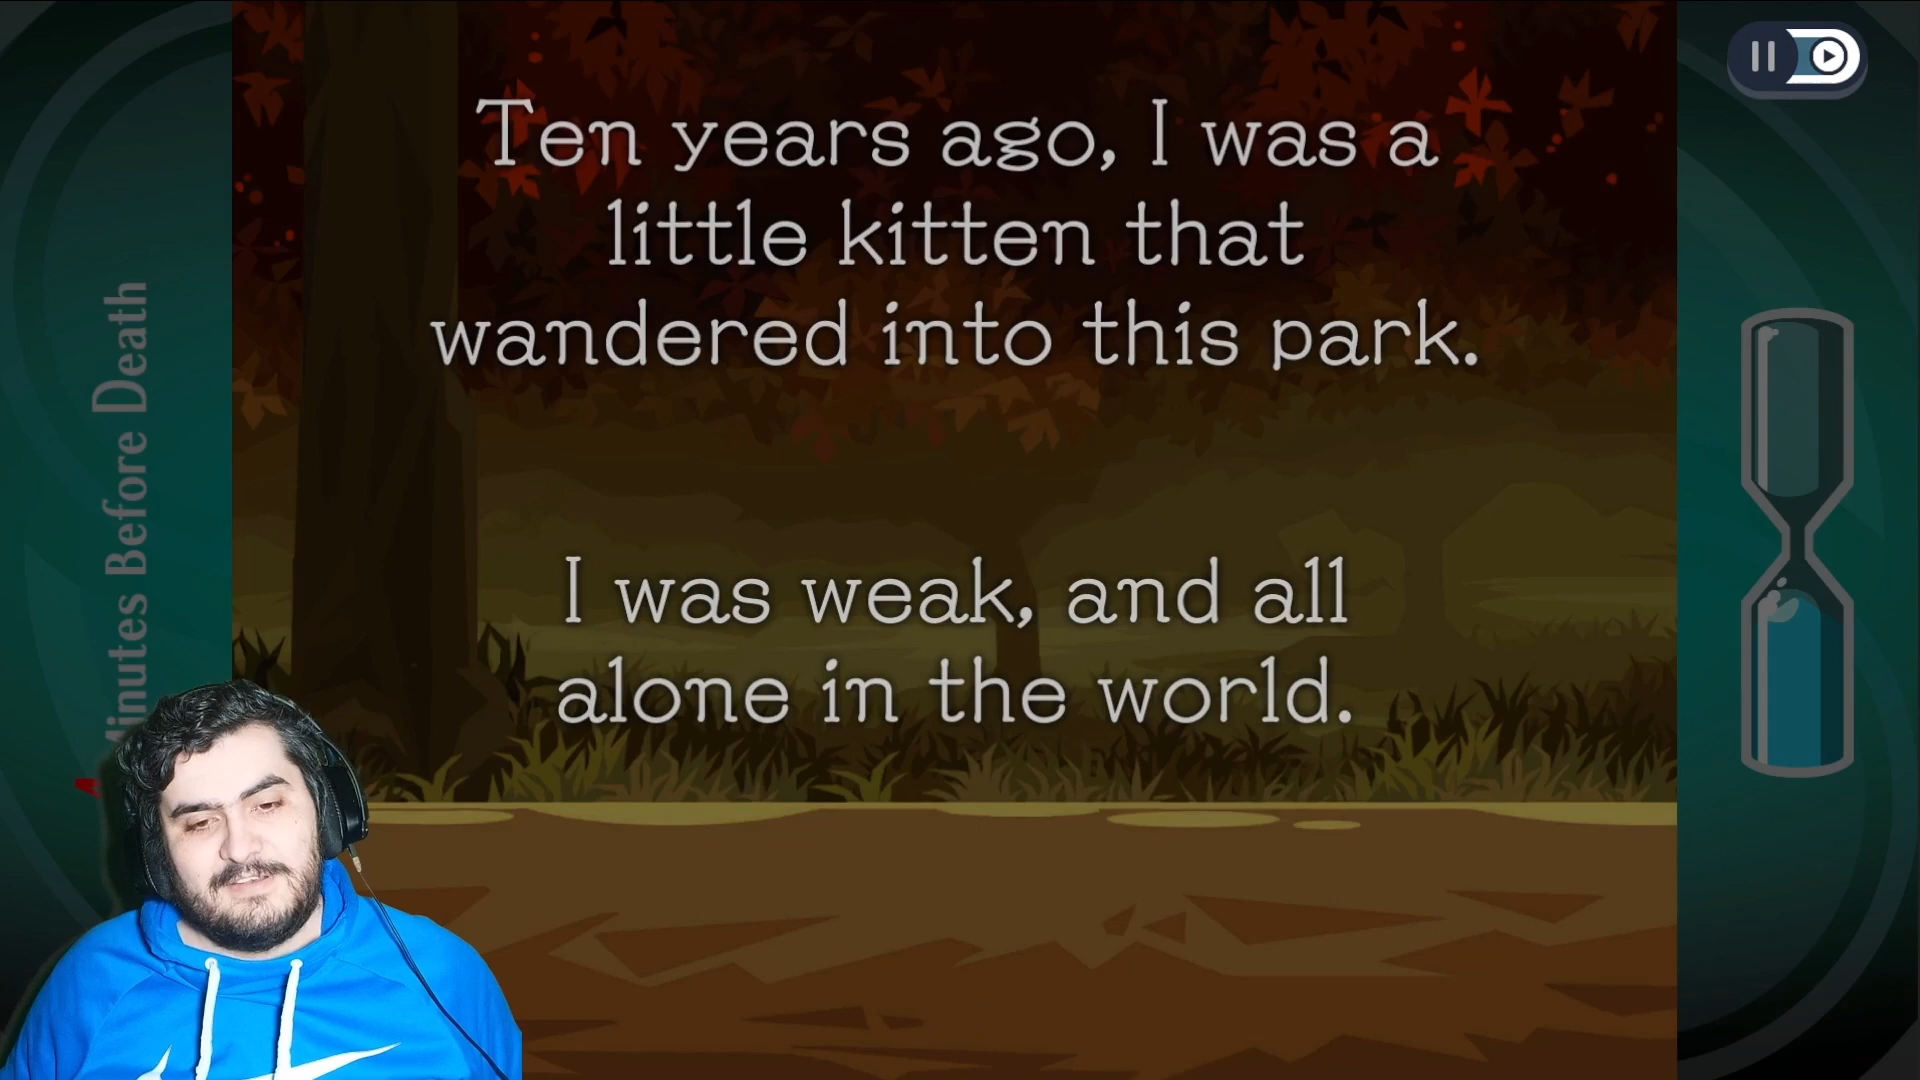 Ten years ago, I was a
little kitten that
wandered into this park.
I was weak, and all
alone in the world.
Minutes Before Death